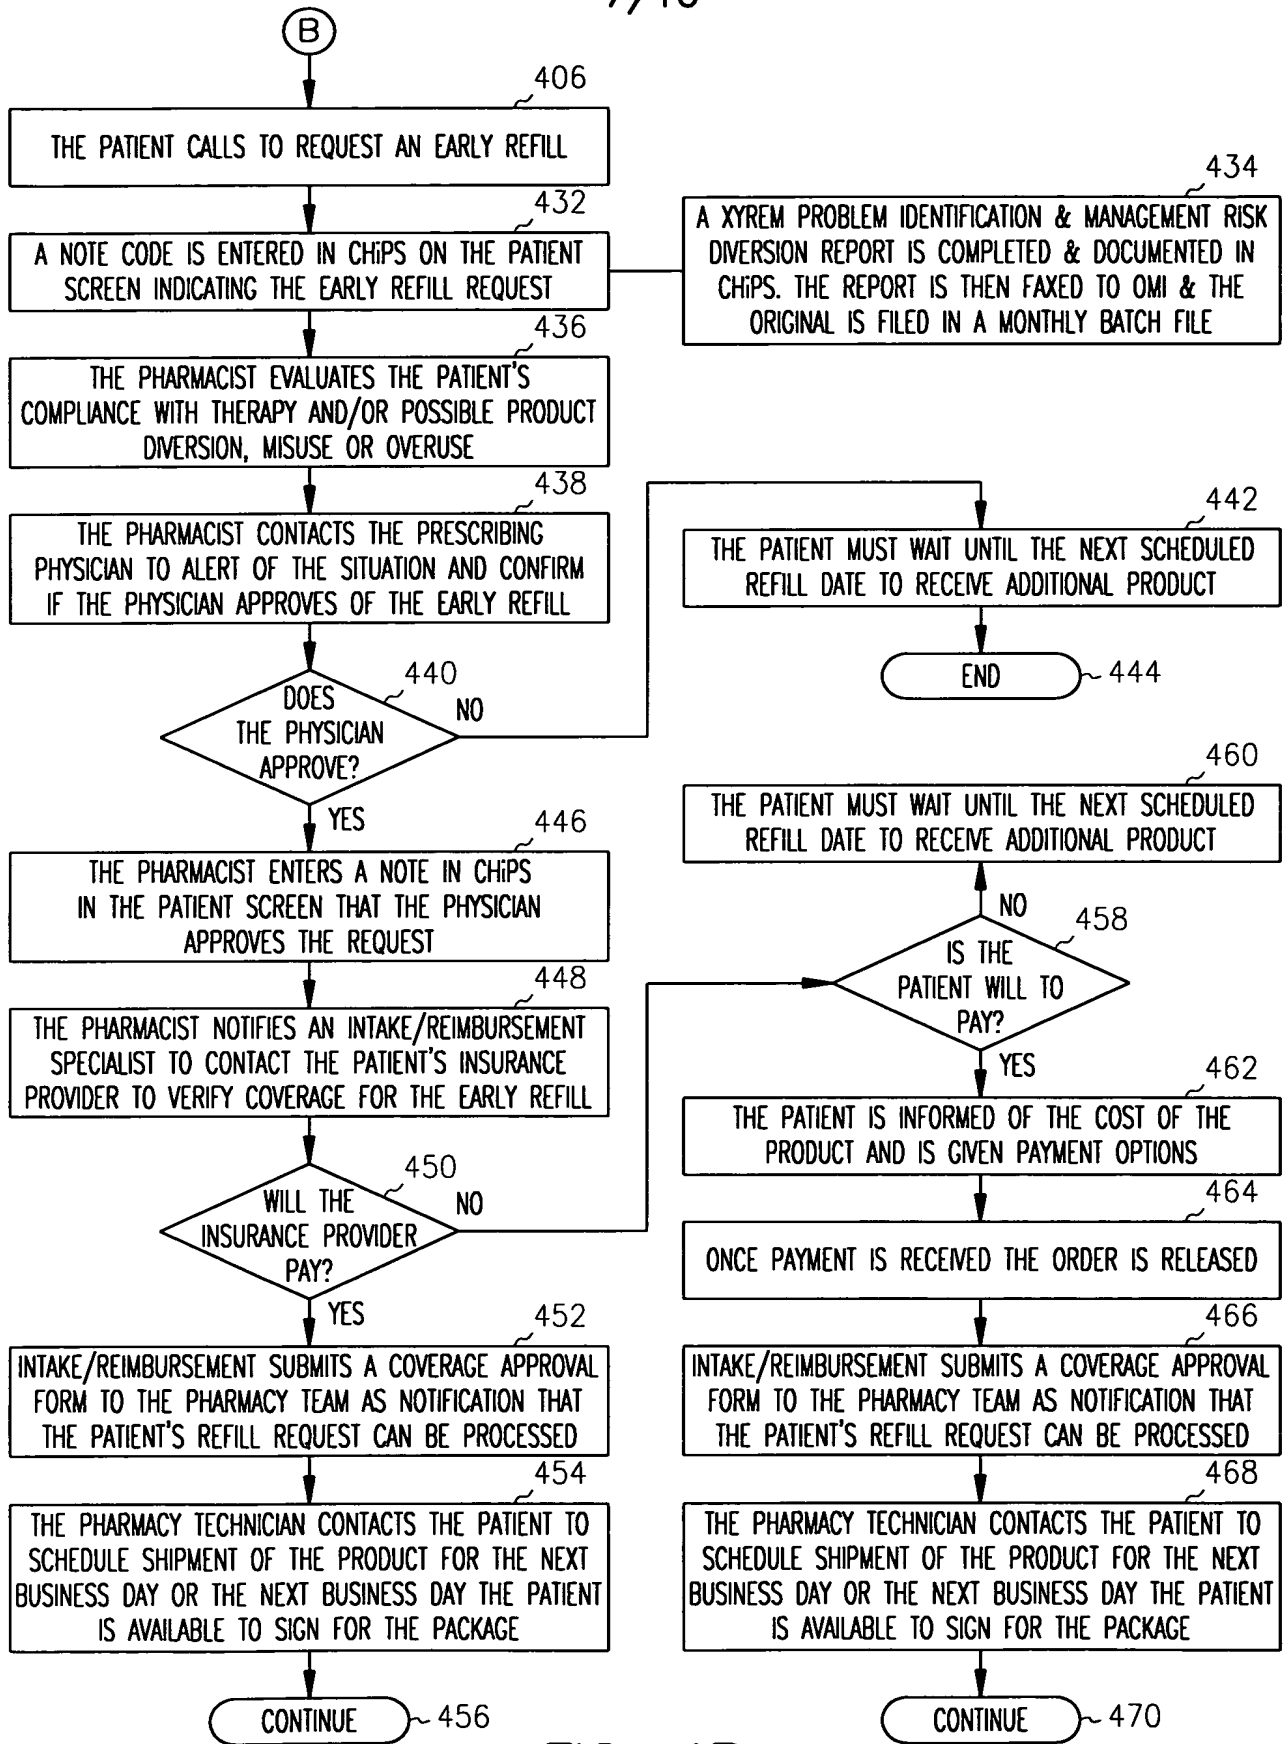 B
406
THE PATIENT CALLS TO REQUEST AN EARLY REFILL
432
A NOTE CODE IS ENTERED IN CHiPS ON THE PATIENT
SCREEN INDICATING THE EARLY REFILL REQUEST
434
A XYREM PROBLEM IDENTIFICATION & MANAGEMENT RISK
DIVERSION REPORT IS COMPLETED & DOCUMENTED IN
CHiPS. THE REPORT IS THEN FAXED TO OMI & THE
ORIGINAL IS FILED IN A MONTHLY BATCH FILE
436
THE PHARMACIST EVALUATES THE PATIENT'S
COMPLIANCE WITH THERAPY AND/OR POSSIBLE PRODUCT
DIVERSION, MISUSE OR OVERUSE
438
THE PHARMACIST CONTACTS THE PRESCRIBING
PHYSICIAN TO ALERT OF THE SITUATION AND CONFIRM
IF THE PHYSICIAN APPROVES OF THE EARLY REFILL
440
DOES
THE PHYSICIAN
APPROVE?
NO
442
THE PATIENT MUST WAIT UNTIL THE NEXT SCHEDULED
REFILL DATE TO RECEIVE ADDITIONAL PRODUCT
END
444
YES
446
THE PHARMACIST ENTERS A NOTE IN CHiPS
IN THE PATIENT SCREEN THAT THE PHYSICIAN
APPROVES THE REQUEST
448
THE PHARMACIST NOTIFIES AN INTAKE/REIMBURSEMENT
SPECIALIST TO CONTACT THE PATIENT'S INSURANCE
PROVIDER TO VERIFY COVERAGE FOR THE EARLY REFILL
450
WILL THE
INSURANCE PROVIDER
PAY?
NO
YES
452
INTAKE/REIMBURSEMENT SUBMITS A COVERAGE APPROVAL
FORM TO THE PHARMACY TEAM AS NOTIFICATION THAT
THE PATIENT'S REFILL REQUEST CAN BE PROCESSED
454
THE PHARMACY TECHNICIAN CONTACTS THE PATIENT TO
SCHEDULE SHIPMENT OF THE PRODUCT FOR THE NEXT
BUSINESS DAY OR THE NEXT BUSINESS DAY THE PATIENT
IS AVAILABLE TO SIGN FOR THE PACKAGE
CONTINUE
456
460
THE PATIENT MUST WAIT UNTIL THE NEXT SCHEDULED
REFILL DATE TO RECEIVE ADDITIONAL PRODUCT
NO
458
IS THE
PATIENT WILL TO
PAY?
YES
462
THE PATIENT IS INFORMED OF THE COST OF THE
PRODUCT AND IS GIVEN PAYMENT OPTIONS
464
ONCE PAYMENT IS RECEIVED THE ORDER IS RELEASED
466
INTAKE/REIMBURSEMENT SUBMITS A COVERAGE APPROVAL
FORM TO THE PHARMACY TEAM AS NOTIFICATION THAT
THE PATIENT'S REFILL REQUEST CAN BE PROCESSED
468
THE PHARMACY TECHNICIAN CONTACTS THE PATIENT TO
SCHEDULE SHIPMENT OF THE PRODUCT FOR THE NEXT
BUSINESS DAY OR THE NEXT BUSINESS DAY THE PATIENT
IS AVAILABLE TO SIGN FOR THE PACKAGE
CONTINUE
470